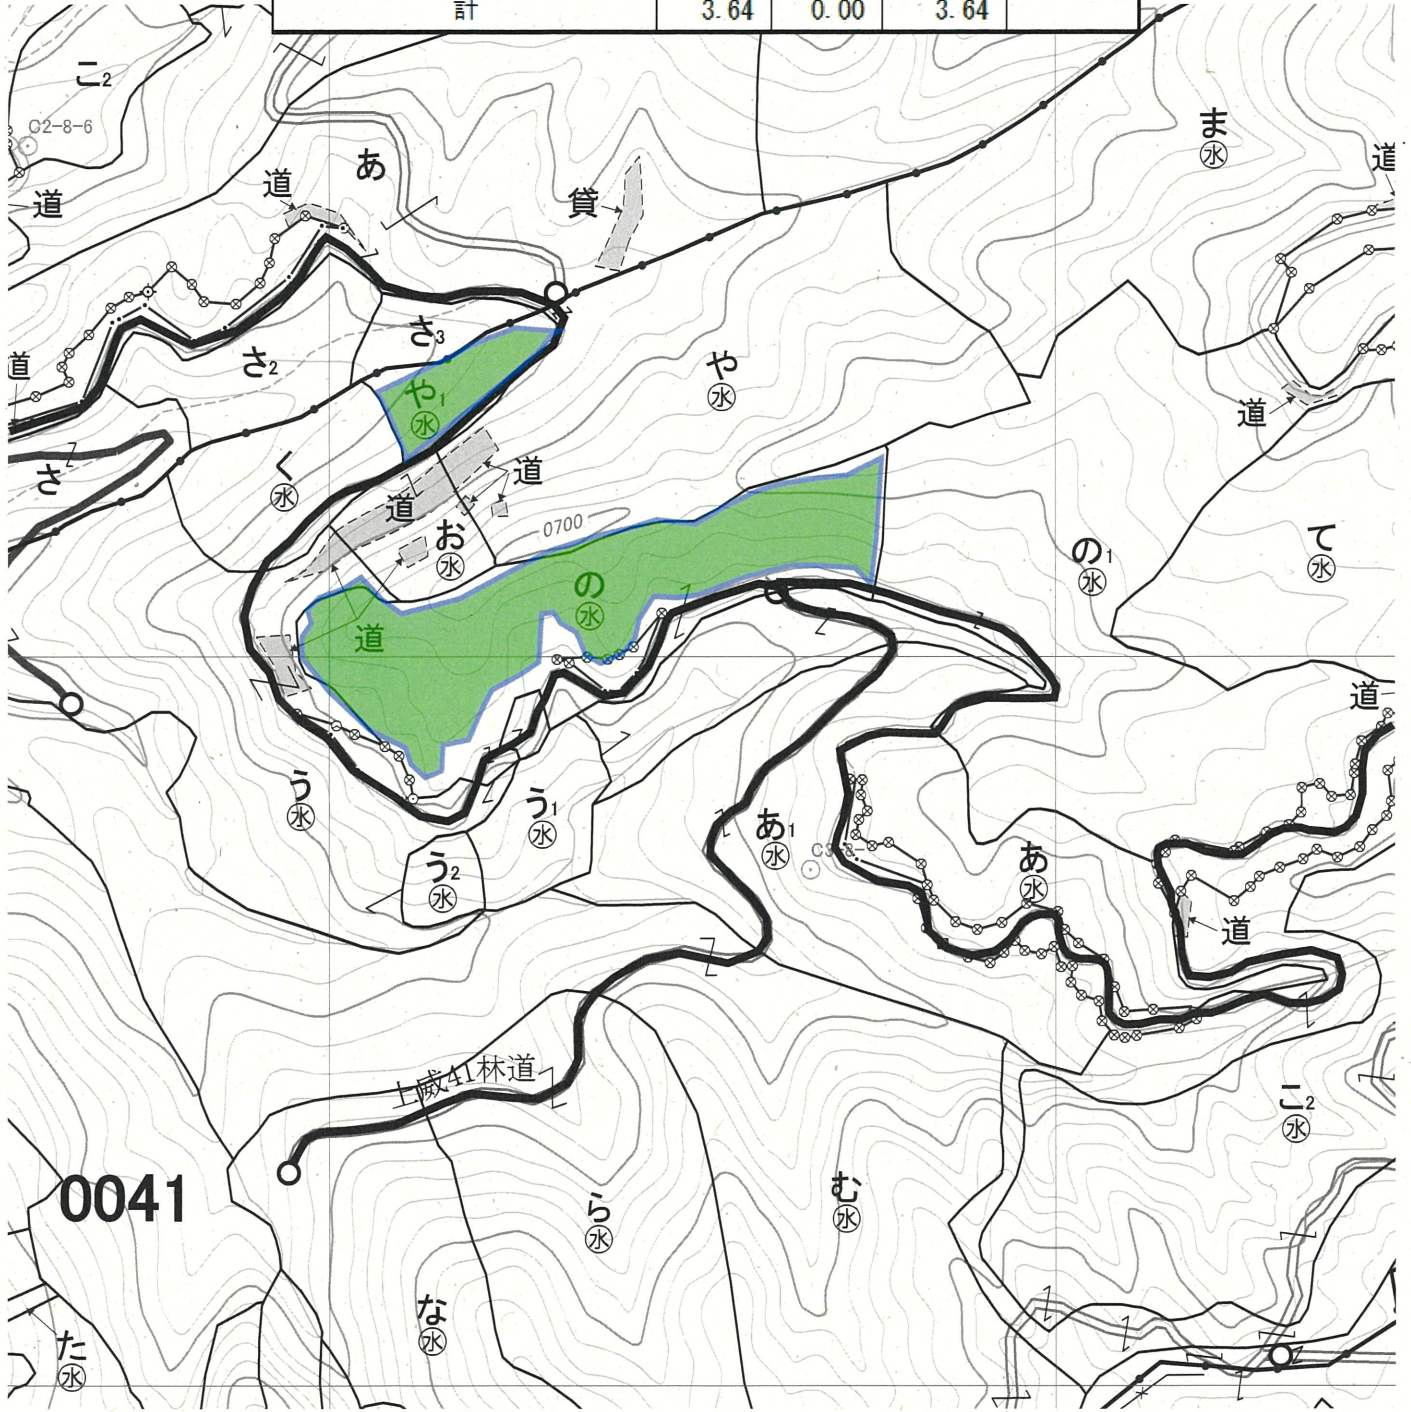 計 3.64 0.00 3.64
こ2
C2-8-6
あ
ま
水
道
道
道
貸
さ3
さ2
や
水
道
や1
水
道
く
水
さ
道
道
お
水
0700
の1
水
て
水
の
水
道
道
う
水
う1
水
あ1
水
う2
水
あ
水
道
上威41林道
こ2
水
0041
ら
水
む
水
な
水
た
水